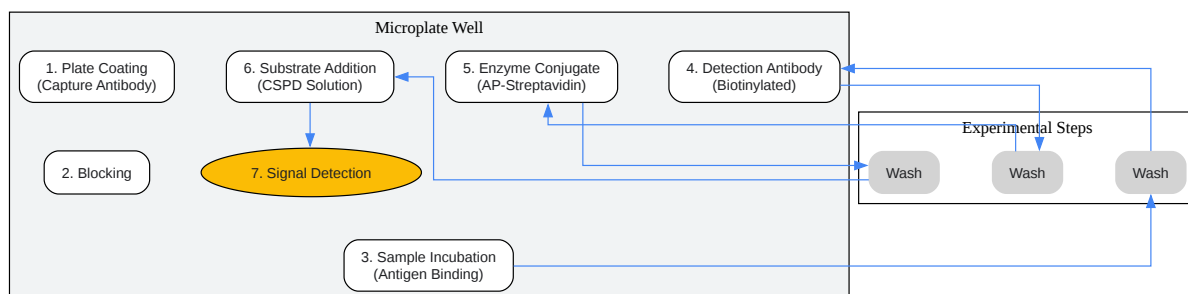 Microplate Well
1. Plate Coating
(Capture Antibody)
6. Substrate Addition
(CSPD Solution)
5. Enzyme Conjugate
(AP-Streptavidin)
4. Detection Antibody
(Biotinylated)
Experimental Steps
2. Blocking
7. Signal Detection
Wash
Wash
Wash
3. Sample Incubation
(Antigen Binding)